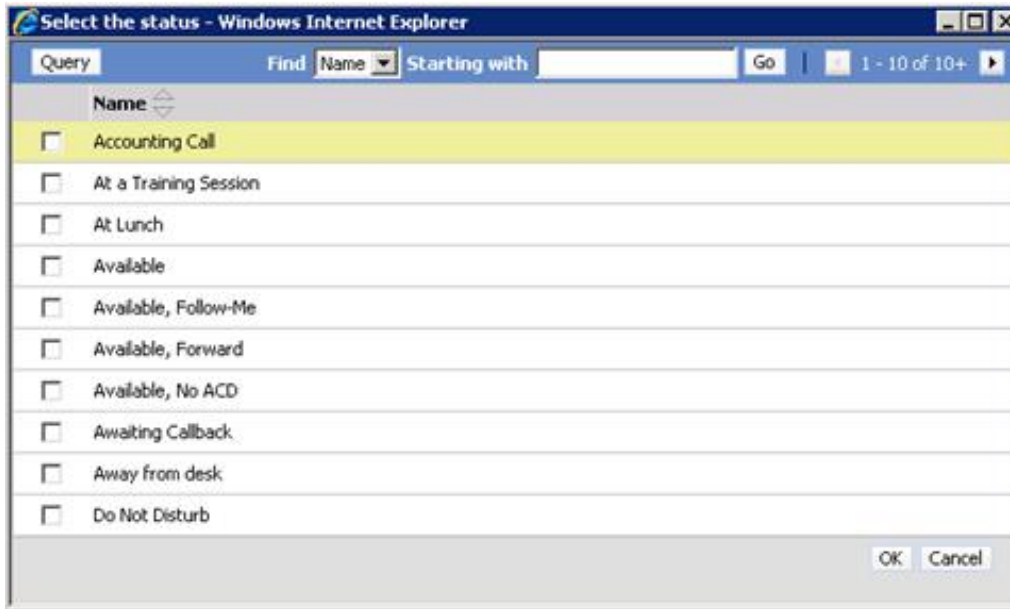 Select the status - Windows Internet Explorer
Query Find Name Starting with Go 1 - 10 of 10+
Name
Accounting Call
At a Training Session
At Lunch
Available
Available, Follow-Me
Available, Forward
Available, No ACD
Awaiting Callback
Away from desk
Do Not Disturb
OK Cancel